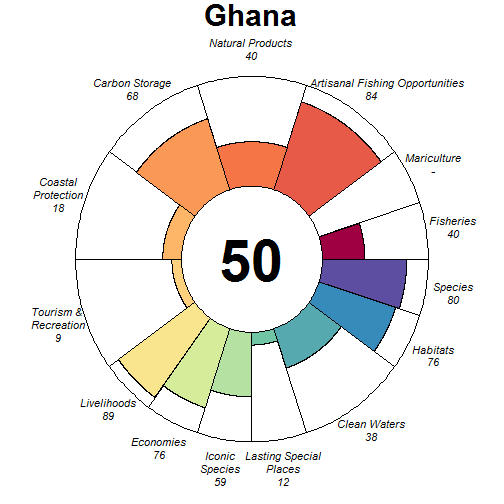 Ghana
Natural Products
40
Carbon Storage
68
Artisanal Fishing Opportunities
84
Mariculture
-
Coastal
Protection
18
Fisheries
40
50
Species
80
Tourism &
Recreation
9
Habitats
76
Livelihoods
89
Clean Waters
38
Economies
76
Iconic
Species
59
Lasting Special
Places
12